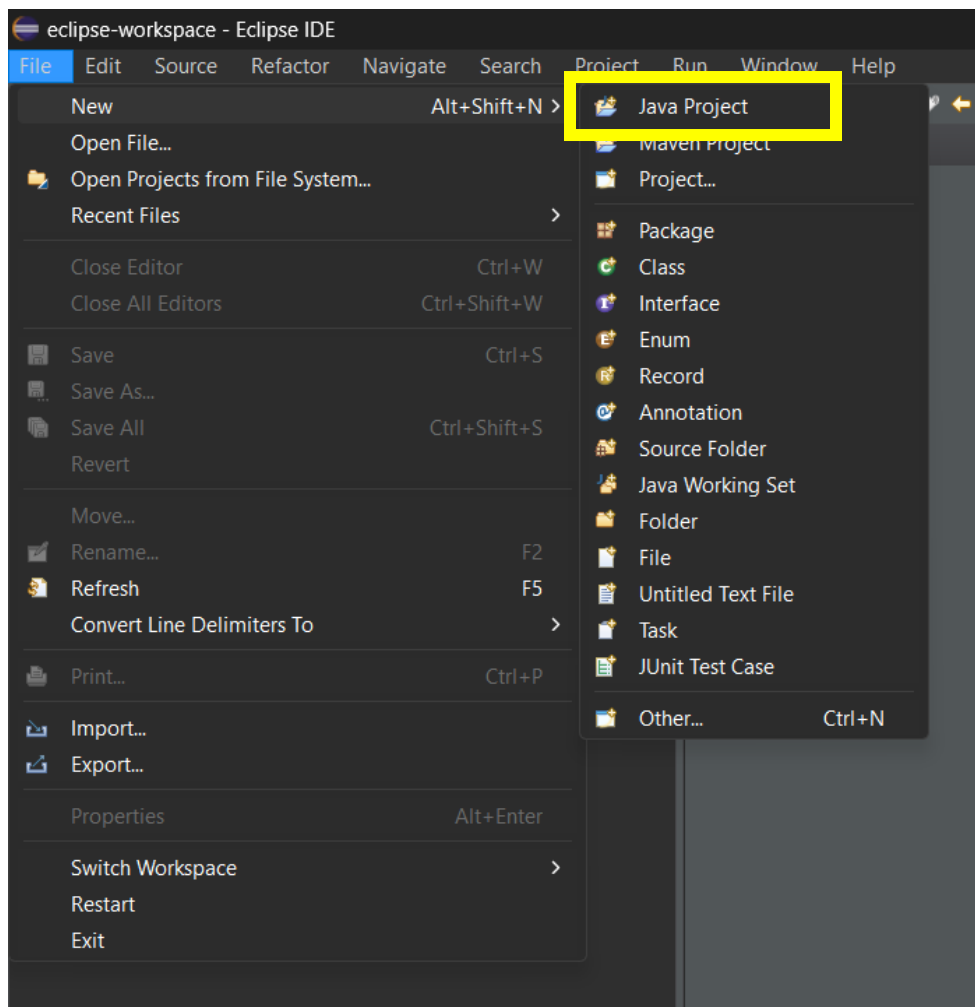 eclipse-workspace - Eclipse IDE
File Edit Source Refactor Navigate Search Project Run Window Help
New Alt+Shift+N
Open File...
Open Projects from File System...
Recent Files
Close Editor Ctrl+W
Close All Editors Ctrl+Shift+W
Save Ctrl+S
Save As...
Save All Ctrl+Shift+S
Revert
Move...
Rename... F2
Refresh F5
Convert Line Delimiters To
Print... Ctrl+P
Import...
Export...
Properties Alt+Enter
Switch Workspace
Restart
Exit
Java Project
Maven Project
Project...
Package
Class
Interface
Enum
Record
Annotation
Source Folder
Java Working Set
Folder
File
Untitled Text File
Task
JUnit Test Case
Other... Ctrl+N